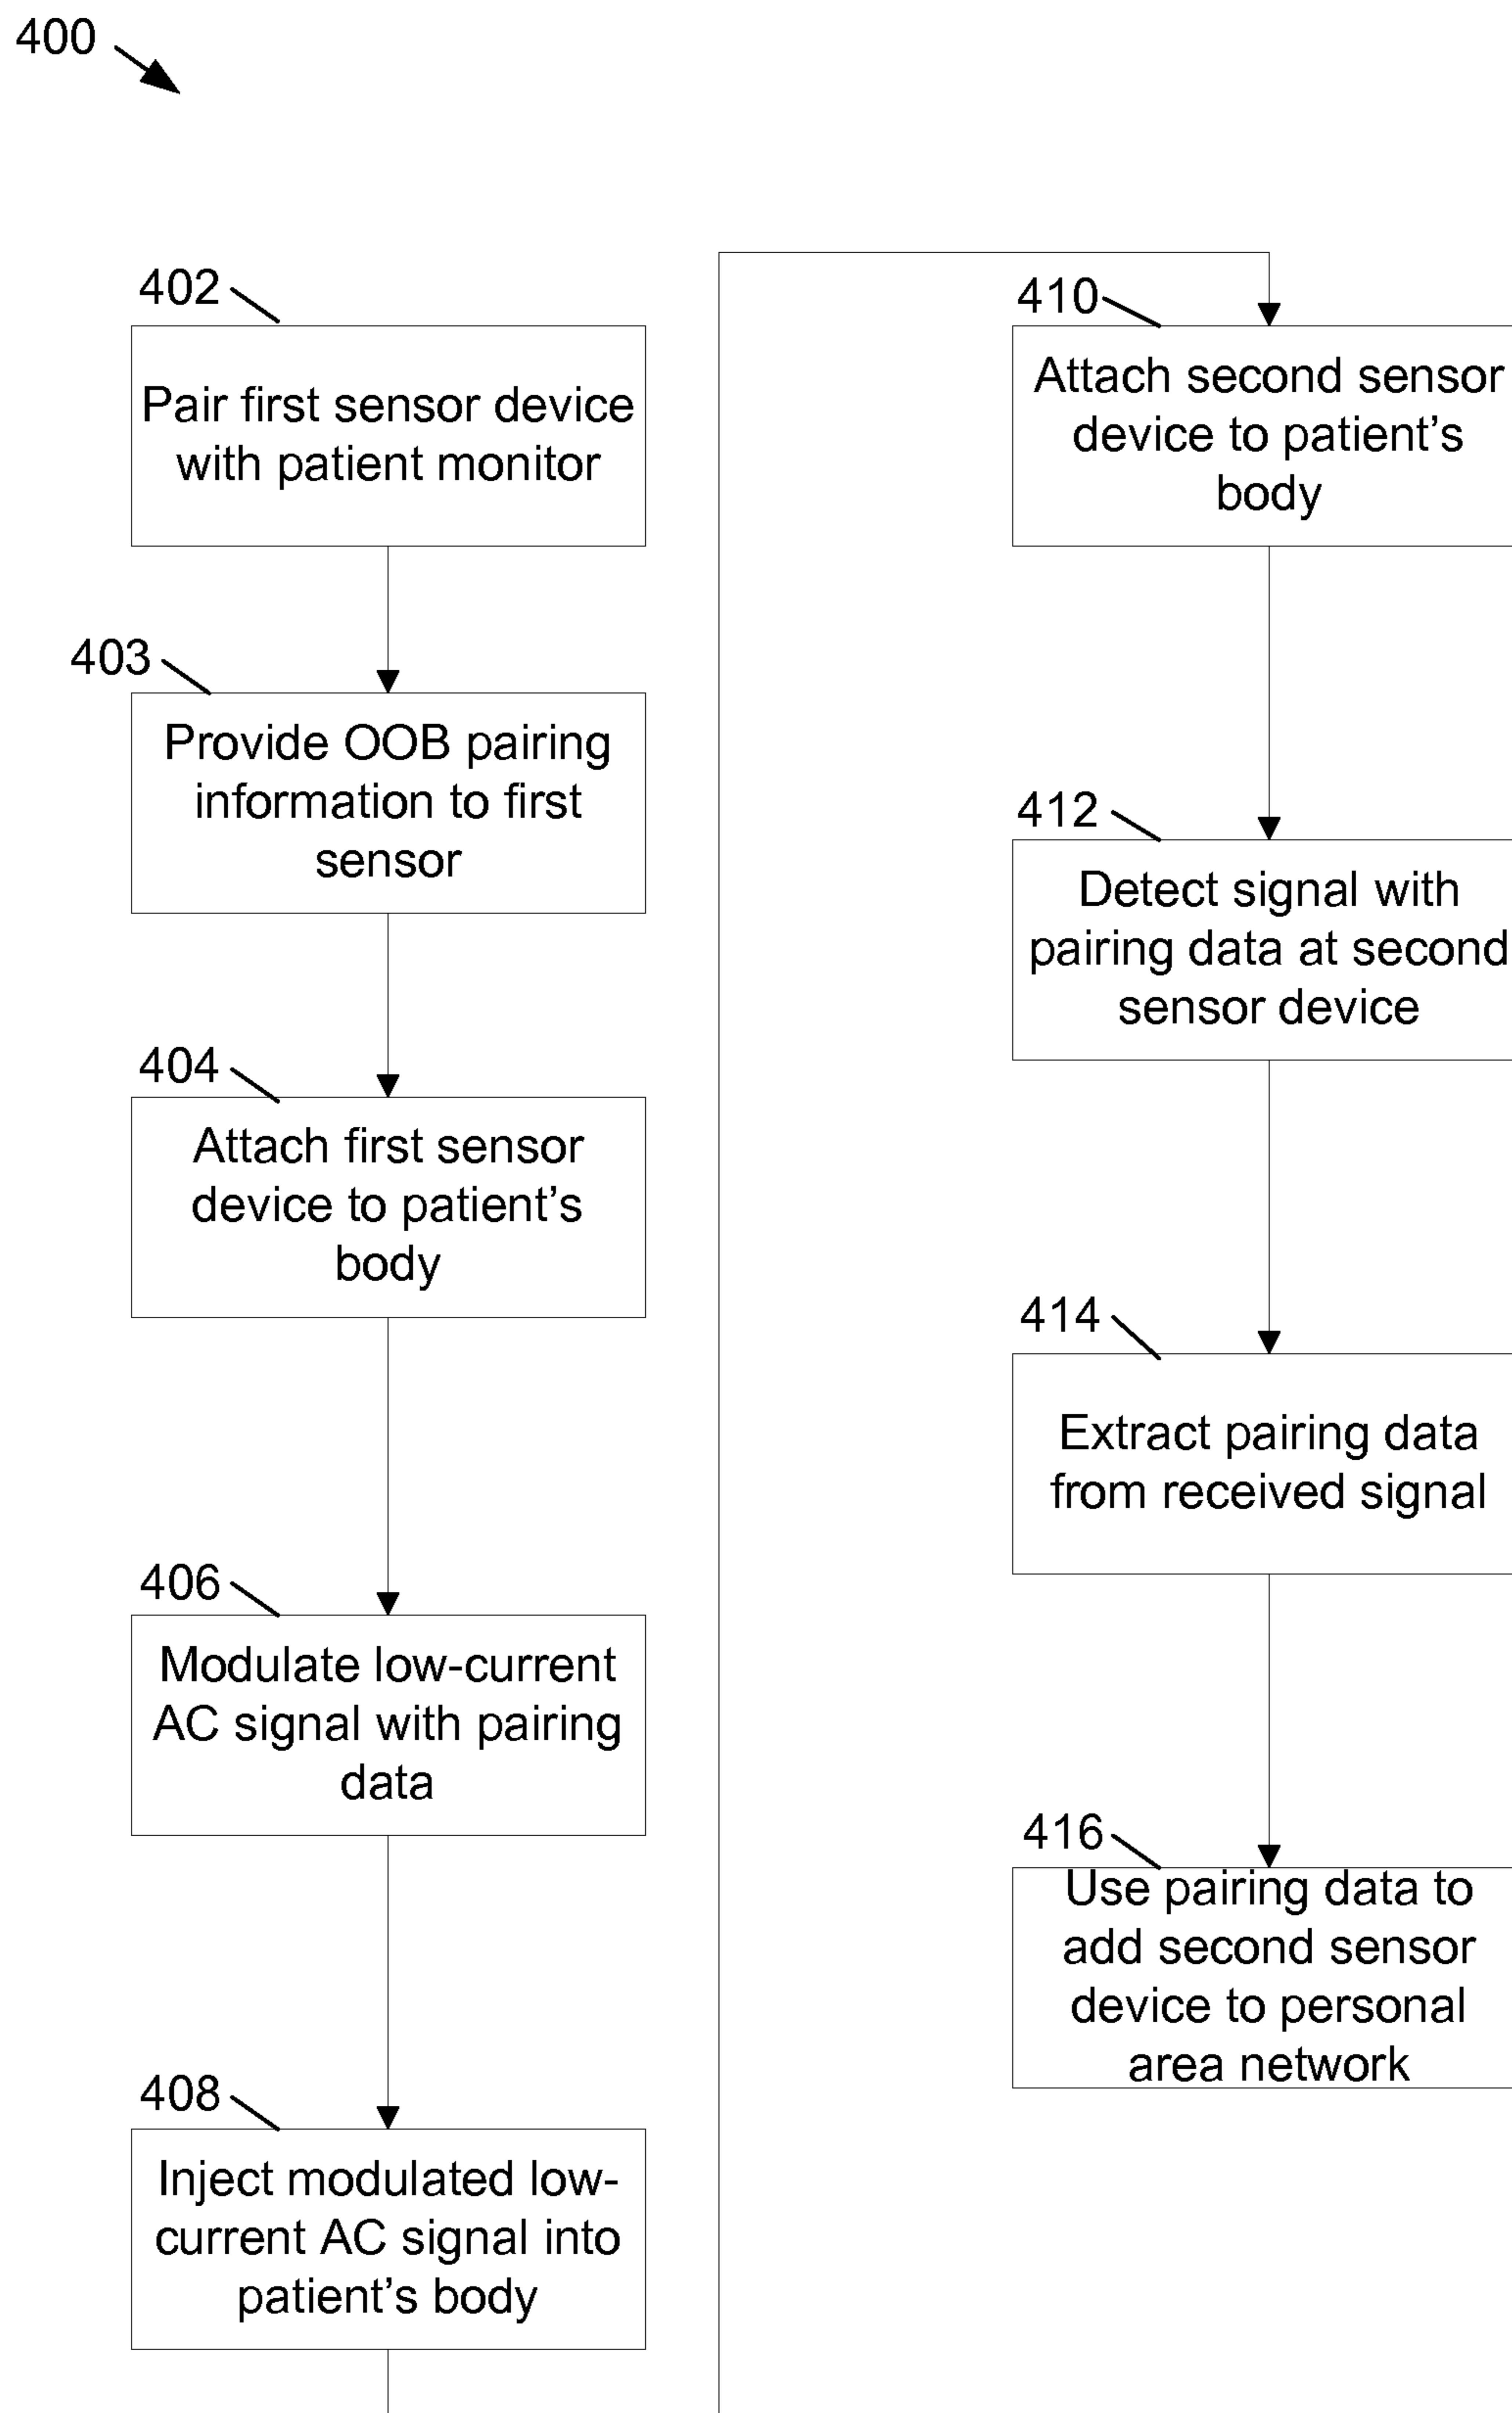 400
402
Pair first sensor device
with patient monitor
403
Provide OOB pairing
information to first
sensor
404
Attach first sensor
device to patient’s
body
406
Modulate low-current
AC signal with pairing
data
408
Inject modulated low-
current AC signal into
patient’s body
410
Attach second sensor
device to patient’s
body
412
Detect signal with
pairing data at second
sensor device
414
Extract pairing data
from received signal
416
Use pairing data to
add second sensor
device to personal
area network